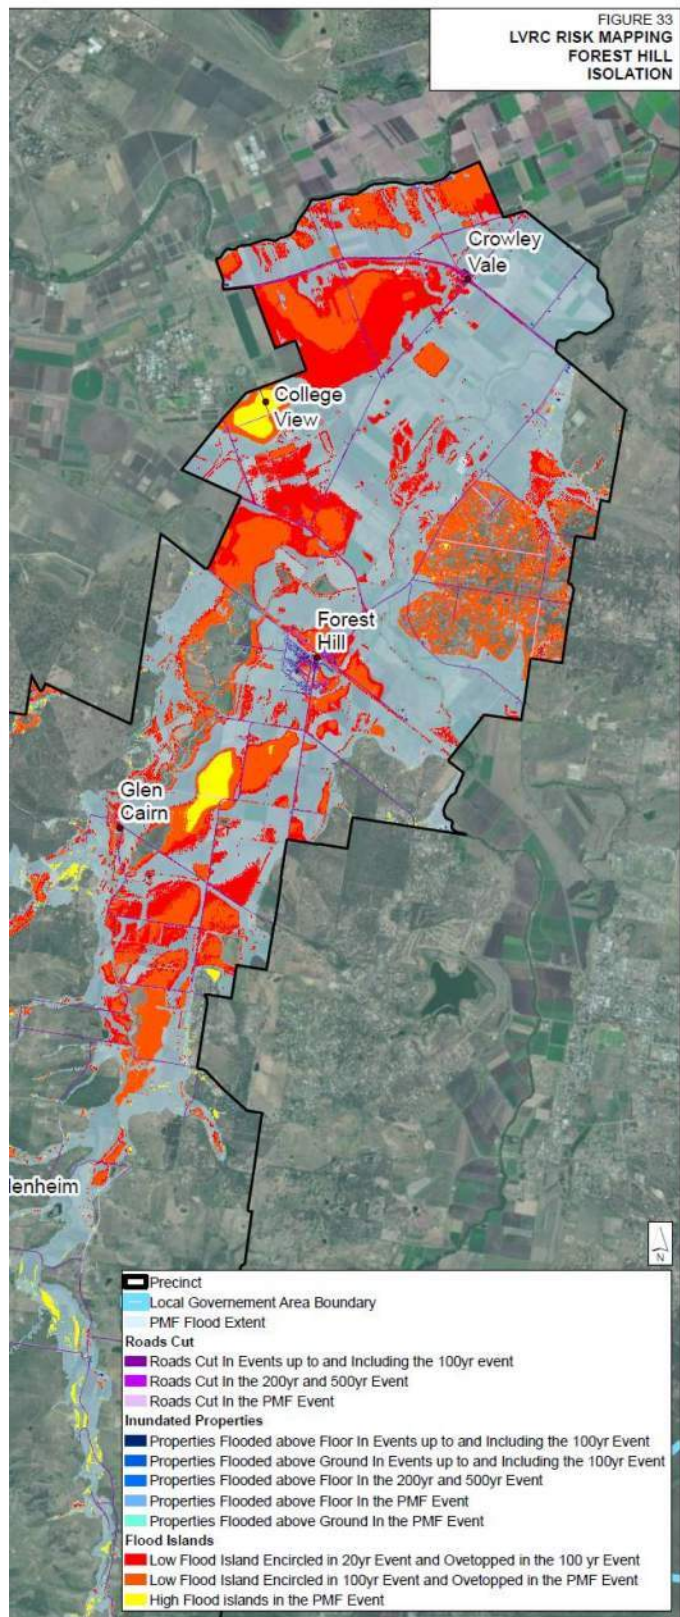 FIGURE 33
LVRC RISK MAPPING
FOREST HILL
ISOLATION
Crowley
Vale
College
View
Forest
Hill
Glen
Cairn
lenheim
N
Precinct
Local Governement Area Boundary
PMF Flood Extent
Roads Cut
Roads Cut In Events up to and Including the 100yr event
Roads Cut In the 200yr and 500yr Event
Roads Cut In the PMF Event
Inundated Properties
Properties Flooded above Floor In Events up to and Including the 100yr Event
Properties Flooded above Ground In Events up to and Including the 100yr Event
Properties Flooded above Floor In the 200yr and 500yr Event
Properties Flooded above Floor In the PMF Event
Properties Flooded above Ground In the PMF Event
Flood Islands
Low Flood Island Encircled in 20yr Event and Ovetopped in the 100 yr Event
Low Flood Island Encircled in 100yr Event and Ovetopped in the PMF Event
High Flood islands in the PMF Event